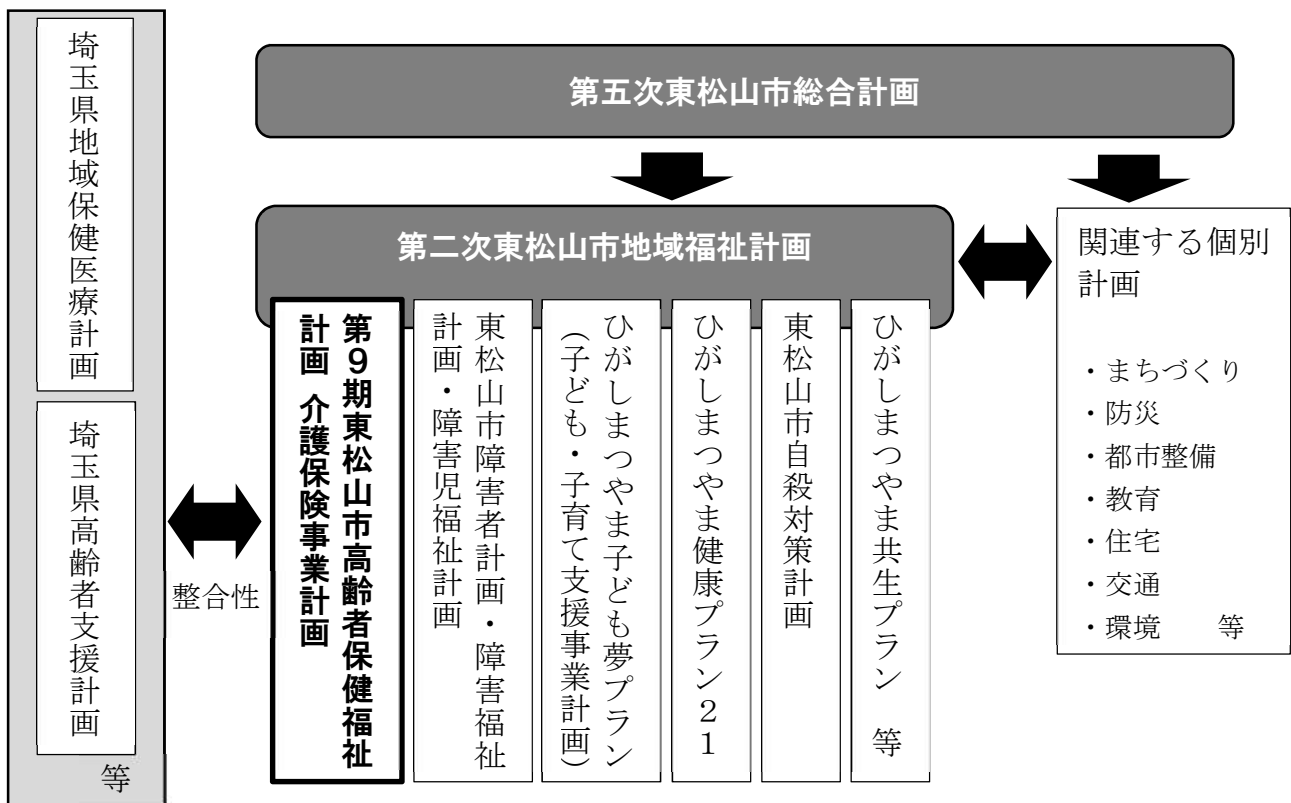 埼玉県地域保健医療計画
埼玉県高齢者支援計画
等
整合性
第五次東松山市総合計画
第二次東松山市地域福祉計画
第９期東松山市高齢者保健福祉
計画 介護保険事業計画
東松山市障害者計画・障害福祉
計画・障害児福祉計画
ひがしまつやま子ども夢プラン
（子ども・子育て支援事業計画）
ひがしまつやま健康プラン２１
東松山市自殺対策計画
ひがしまつやま共生プラン　等
関連する個別
計画
・まちづくり
・防災
・都市整備
・教育
・住宅
・交通
・環境　　等